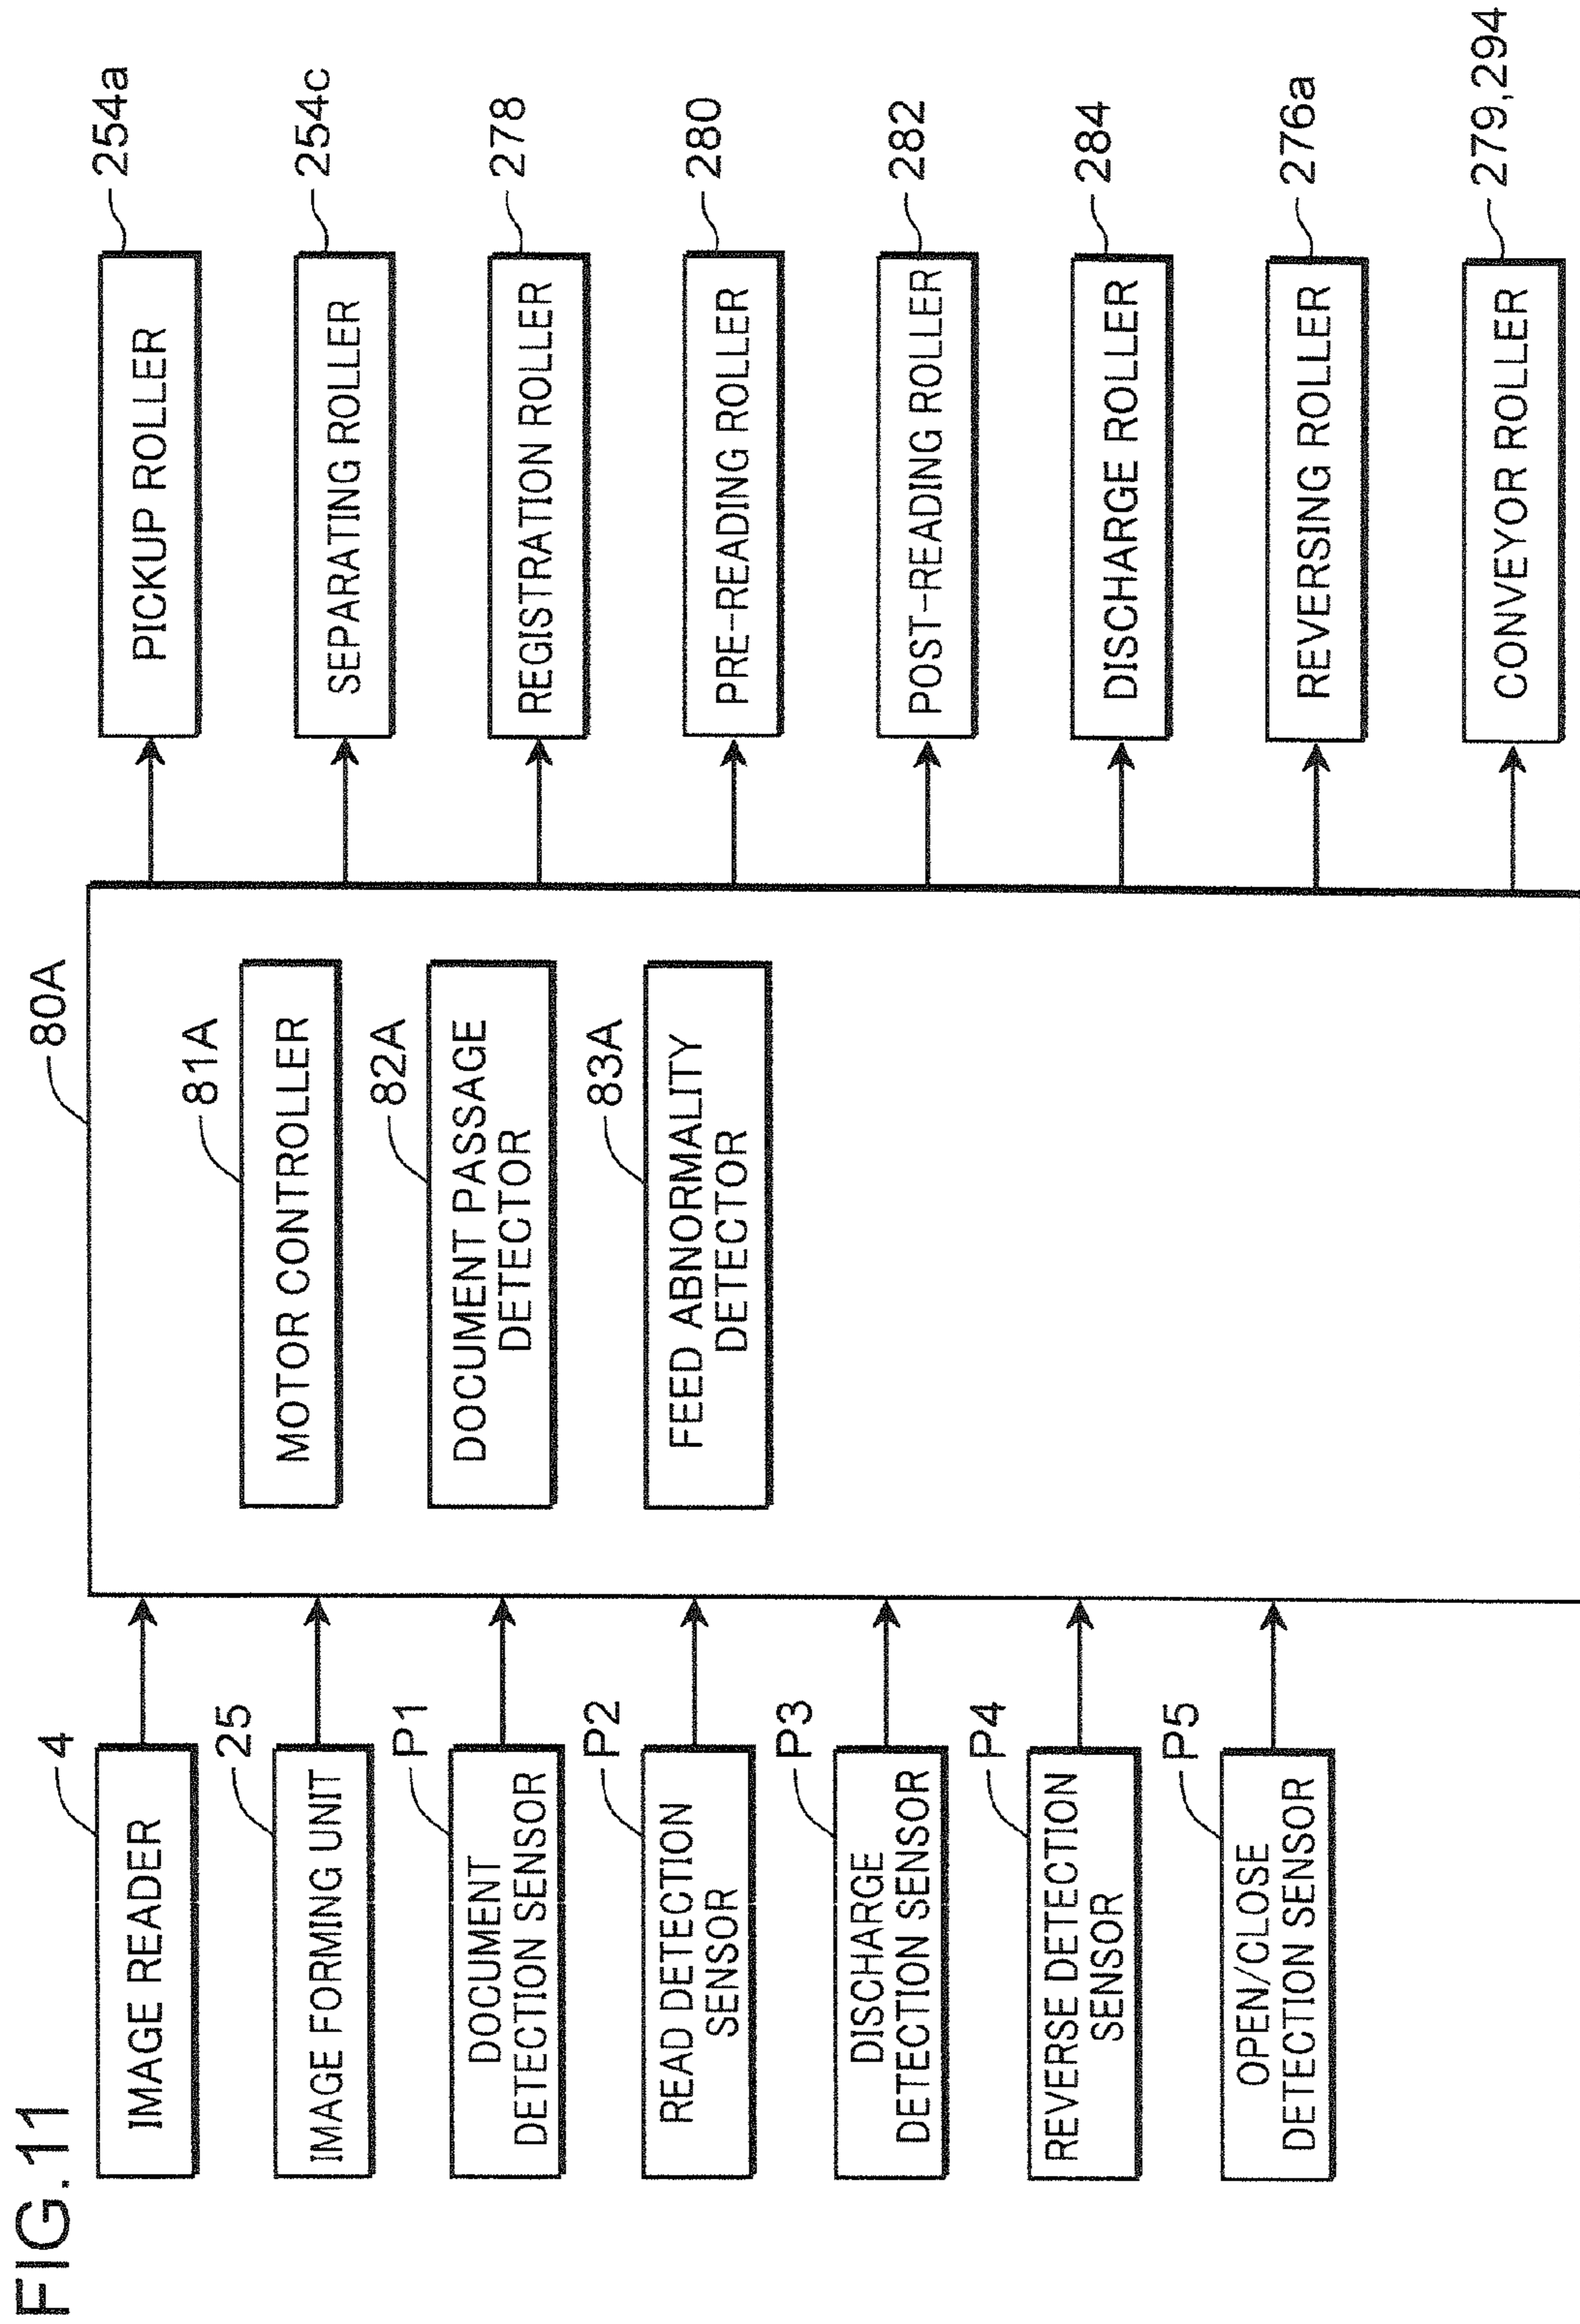 FIG.11
4
IMAGE READER
25
IMAGE FORMING UNIT
P1
DOCUMENT
DETECTION SENSOR
P2
READ DETECTION
SENSOR
P3
DISCHARGE
DETECTION SENSOR
P4
REVERSE DETECTION
SENSOR
P5
OPEN/CLOSE
DETECTION SENSOR
80A
81A
MOTOR CONTROLLER
82A
DOCUMENT PASSAGE
DETECTOR
83A
FEED ABNORMALITY
DETECTOR
254a
PICKUP ROLLER
254c
SEPARATING ROLLER
278
REGISTRATION ROLLER
280
PRE-READING ROLLER
282
POST-READING ROLLER
284
DISCHARGE ROLLER
276a
REVERSING ROLLER
279,294
CONVEYOR ROLLER